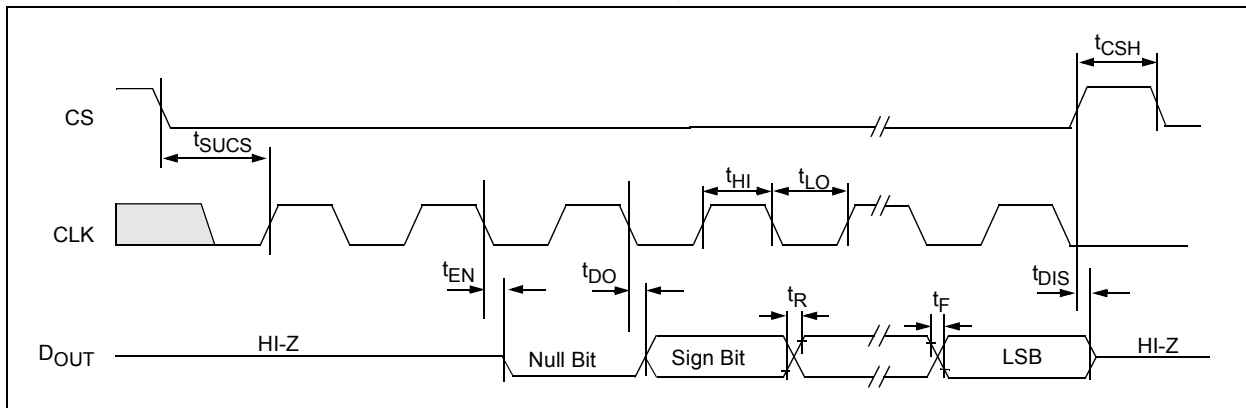 tCSH
CS
tSUCS
tHI
tLO
CLK
tEN
tDO
tR
tF
tDIS
DOUT
HI-Z
Null Bit
Sign Bit
LSB
HI-Z